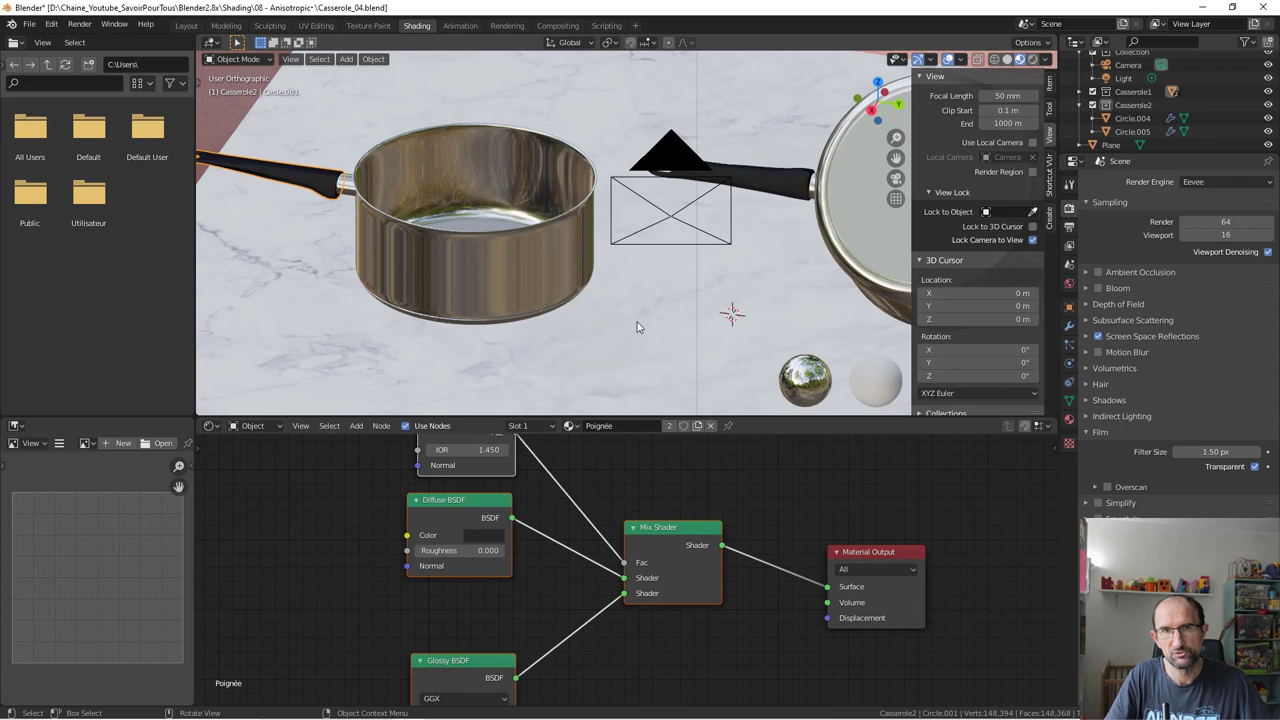 Blender* [D:\Chaine_Youtube_SavoirPourTous\Blender2.8x\Shading\08 - Anisotropic*\Casserole_04.blend]
File Edit Render Window Help Layout Modeling Sculpting UV Editing Texture Paint Shading Animation Rendering Compositing Scripting Scene View Layer
View Select Global Options
C:\Users\ Object Mode View Select Add Object
User Orthographic
(1) Casserole2 | Circle.001
All Users Default Default User
Public Utilisateur
X Y Z
View
Focal Length 50 mm
Clip Start 0.1 m
End 1000 m
Use Local Camera
Local Camera Camera
Render Region
View Lock
Lock to Object
Lock to 3D Cursor
Lock Camera to View
3D Cursor
Location:
X 0 m
Y 0 m
Z 0 m
Rotation:
X 0°
Y 0°
Z 0°
XYZ Euler
Collections
Item
Tool
View
Shortcut VUr
Create
Collection
Camera
Light
Casserole1
Casserole2
Circle.004
Circle.005
Plane
Scene
Render Engine Eevee
Sampling
Render 64
Viewport 16
Viewport Denoising
Ambient Occlusion
Bloom
Depth of Field
Subsurface Scattering
Screen Space Reflections
Motion Blur
Volumetrics
Hair
Shadows
Indirect Lighting
Film
Filter Size 1.50 px
Transparent
Overscan
Simplify
View New Open
Object View Select Add Node Use Nodes Slot 1 Poignée 2
IOR 1.450
Normal
Diffuse BSDF
BSDF
Color
Roughness 0.000
Normal
Mix Shader
Shader
Fac
Shader
Shader
Material Output
All
Surface
Volume
Displacement
Glossy BSDF
BSDF
GGX
Poignée
Select Box Select Rotate View Object Context Menu Casserole2 | Circle.001 | Verts:148,394 | Faces:148,368 | T